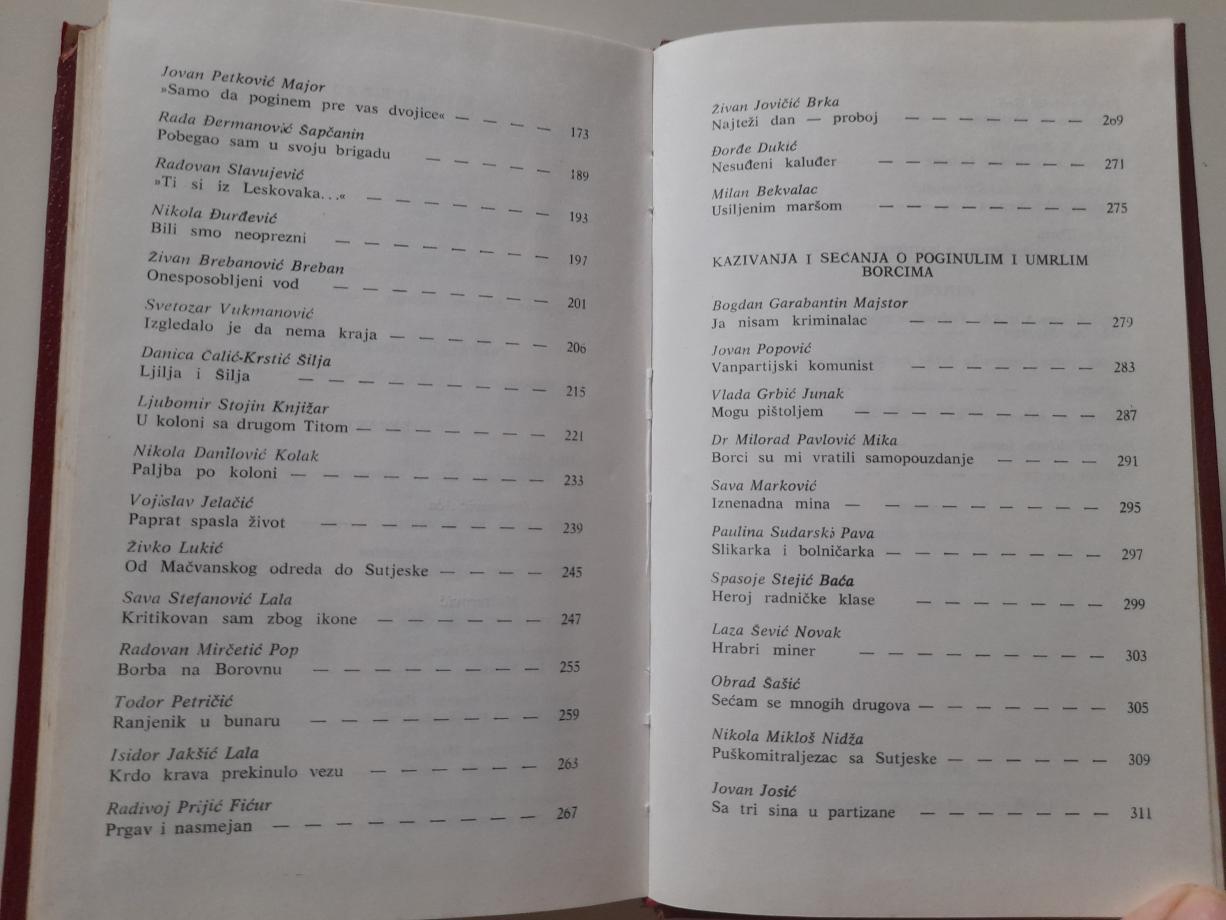 Jovan Petković Major
»Samo da poginem pre vas dvojice« — — — — 173
Rada Đermanović Šapčanin
Pobegao sam u svoju brigadu — — — — — 189
Radovan Slavujević
»Ti si iz Leskovaka...« — — — — — — — 193
Nikola Đurđević
Bili smo neoprezni — — — — — — — — 197
Živan Brebanović Breban
Onesposobljeni vod — — — — — — — — 201
Svetozar Vukmanović
Izgledalo je da nema kraja — — — — — — 206
Danica Ćalić-Krstić Šilja
Ljilja i Šilja — — — — — — — — — 215
Ljubomir Stojin Knjižar
U koloni sa drugom Titom — — — — — — — 221
Nikola Danilović Kolak
Paljba po koloni — — — — — — — — — 233
Vojislav Jelačić
Paprat spasla život — — — — — — — — 239
Živko Lukić
Od Mačvanskog odreda do Sutjeske — — — — 245
Sava Stefanović Lala
Kritikovan sam zbog ikone — — — — — — 247
Radovan Mirčetić Pop
Borba na Borovnu — — — — — — — — 255
Todor Petričić
Ranjenik u bunaru — — — — — — — — 259
Isidor Jakšić Lala
Krdo krava prekinulo vezu — — — — — — 263
Radivoj Prijić Fićur
Prgav i nasmejan — — — — — — — — — 267
Živan Jovičić Brka
Najteži dan — proboj — — — — — — — 269
Đorđe Dukić
Nesuđeni kaluđer — — — — — — — — 271
Milan Bekvalac
Usiljenim maršom — — — — — — — — 275
KAZIVANJA I SEĆANJA O POGINULIM I UMRLIM
BORCIMA
Bogdan Garabantin Majstor
Ja nisam kriminalac — — — — — — — 279
Jovan Popović
Vanpartijski komunist — — — — — — — 283
Vlada Grbić Junak
Mogu pištoljem — — — — — — — — — 287
Dr Milorad Pavlović Mika
Borci su mi vratili samopouzdanje — — — — 291
Sava Marković
Iznenadna mina — — — — — — — — — 295
Paulina Sudarski Pava
Slikarka i bolničarka — — — — — — — — 297
Spasoje Stejić Baća
Heroj radničke klase — — — — — — — 299
Laza Šević Novak
Hrabri miner — — — — — — — — — 303
Obrad Šašić
Sećam se mnogih drugova — — — — — — — 305
Nikola Mikloš Nidža
Puškomitraljezac sa Sutjeske — — — — — — 309
Jovan Josić
Sa tri sina u partizane — — — — — — — 311